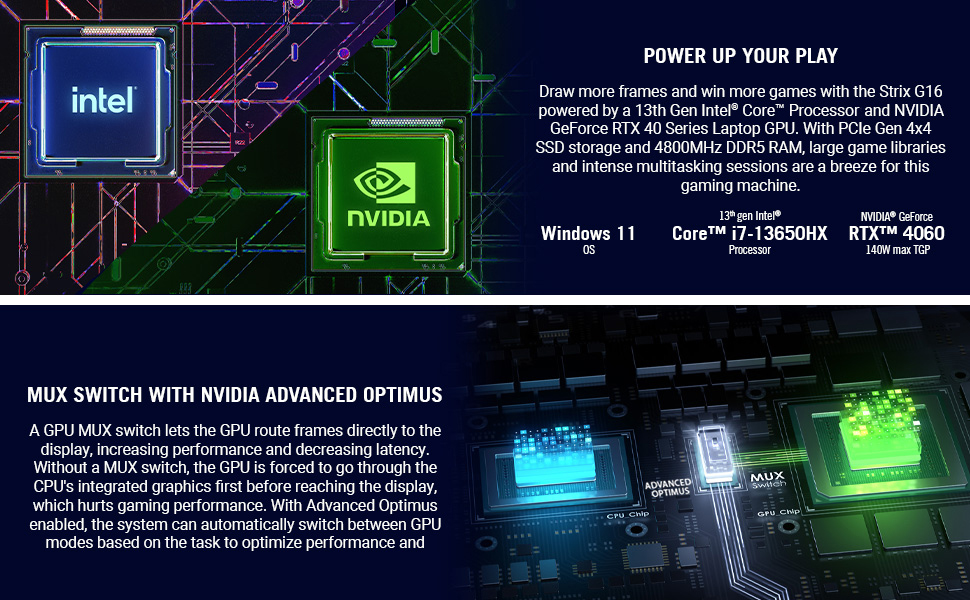 intel
NVIDIA
POWER UP YOUR PLAY
Draw more frames and win more games with the Strix G16
powered by a 13th Gen Intel® Core™ Processor and NVIDIA
GeForce RTX 40 Series Laptop GPU. With PCIe Gen 4x4
SSD storage and 4800MHz DDR5 RAM, large game libraries
and intense multitasking sessions are a breeze for this
gaming machine.
Windows 11
OS
13th gen Intel®
Core™ i7-13650HX
Processor
NVIDIA® GeForce
RTX™ 4060
140W max TGP
MUX SWITCH WITH NVIDIA ADVANCED OPTIMUS
A GPU MUX switch lets the GPU route frames directly to the
display, increasing performance and decreasing latency.
Without a MUX switch, the GPU is forced to go through the
CPU's integrated graphics first before reaching the display,
which hurts gaming performance. With Advanced Optimus
enabled, the system can automatically switch between GPU
modes based on the task to optimize performance and
ADVANCED
OPTIMUS
MUX
Switch
CPU Chip
GPU Chip